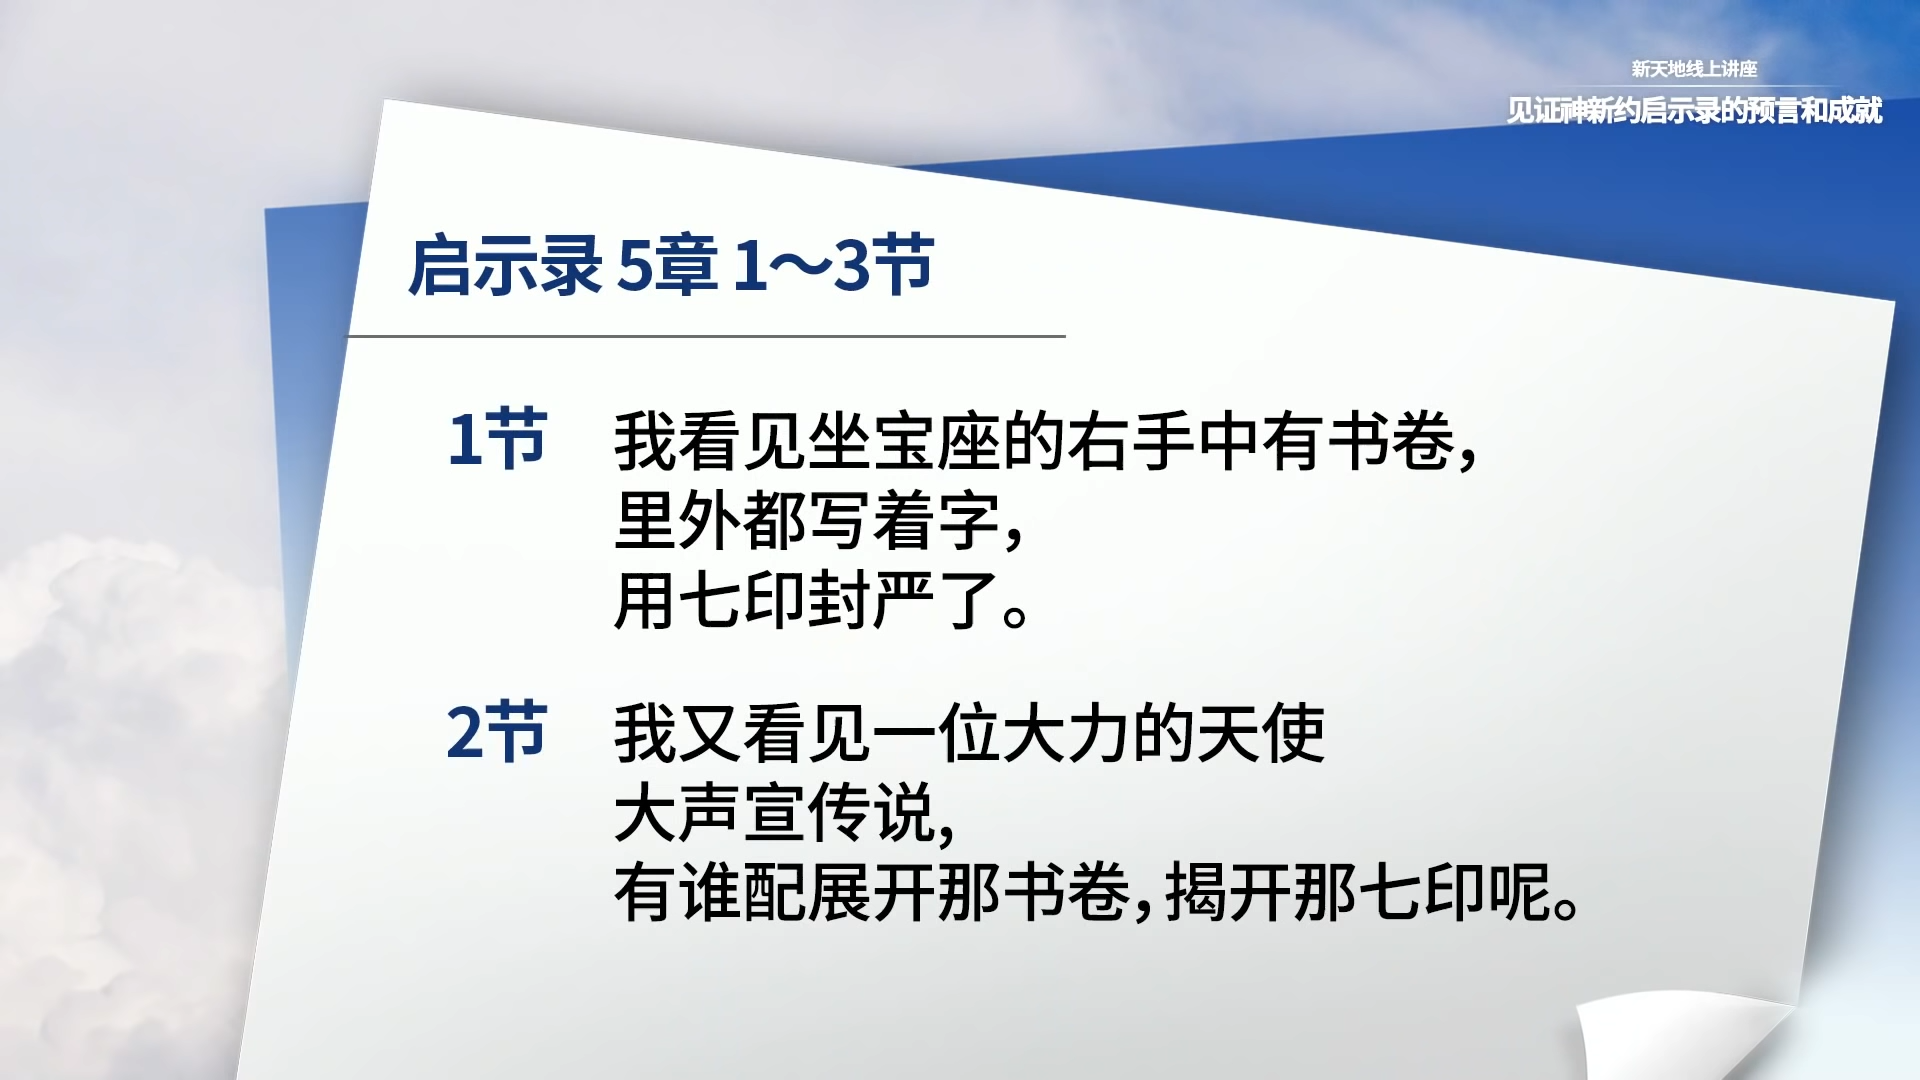 新天地线上讲座
见证神新约启示录的预言和成就
启示录 5章 1～3节
1节 我看见坐宝座的右手中有书卷，
里外都写着字，
用七印封严了。
2节 我又看见一位大力的天使
大声宣传说，
有谁配展开那书卷，揭开那七印呢。